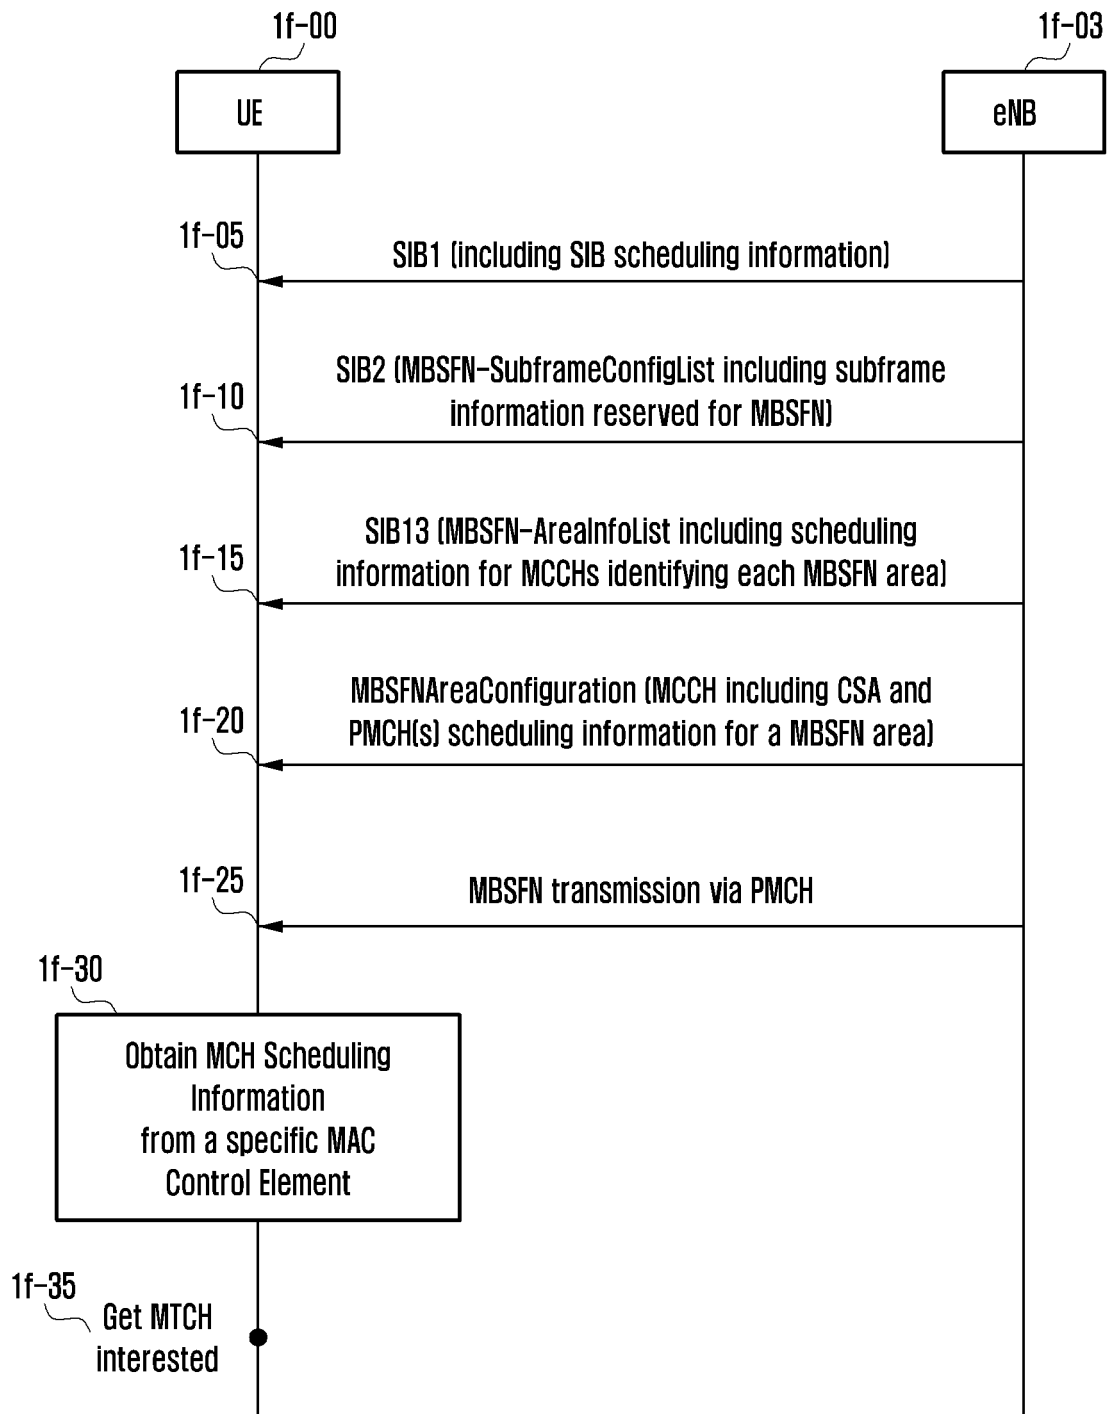 1f-00
1f-03
UE
eNB
1f-05
SIB1 (including SIB scheduling information)
1f-10
SIB2 (MBSFN-SubframeConfigList including subframe
information reserved for MBSFN)
1f-15
SIB13 (MBSFN-AreaInfoList including scheduling
information for MCCHs identifying each MBSFN area)
1f-20
MBSFNAreaConfiguration (MCCH including CSA and
PMCH(s) scheduling information for a MBSFN area)
1f-25
MBSFN transmission via PMCH
1f-30
Obtain MCH Scheduling
Information
from a specific MAC
Control Element
1f-35
Get MTCH
interested